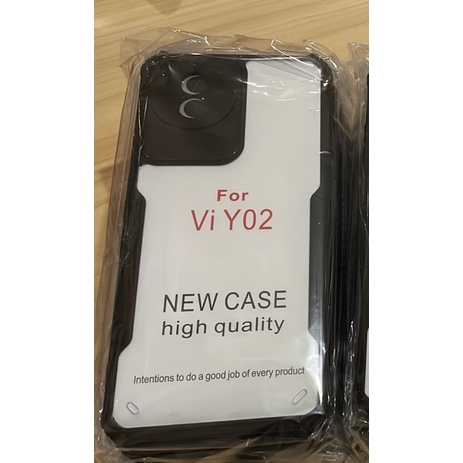 For
Vi Y02
NEW CASE
high quality
Intentions to do a good job of every product